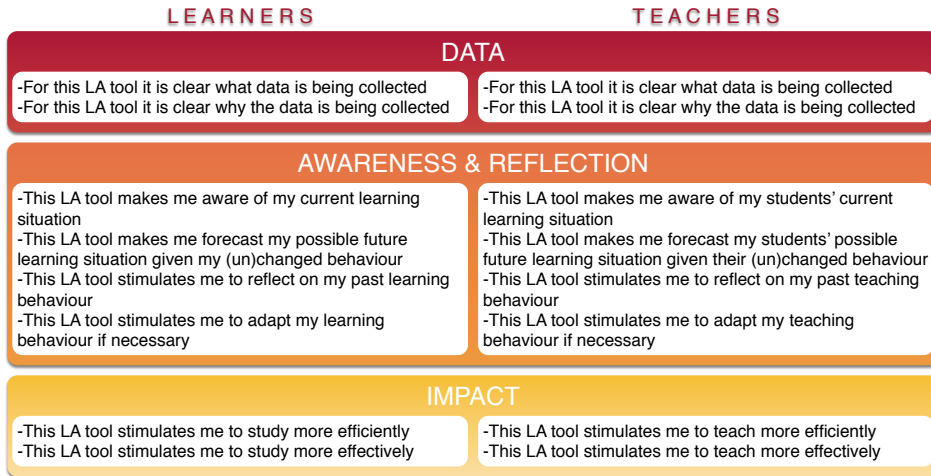 LEARNERS
TEACHERS
DATA
-For this LA tool it is clear what data is being collected
-For this LA tool it is clear why the data is being collected
-For this LA tool it is clear what data is being collected
-For this LA tool it is clear why the data is being collected
AWARENESS & REFLECTION
-This LA tool makes me aware of my current learning
situation
-This LA tool makes me forecast my possible future
learning situation given my (un)changed behaviour
-This LA tool stimulates me to reflect on my past learning
behaviour
-This LA tool stimulates me to adapt my learning
behaviour if necessary
-This LA tool makes me aware of my students’ current
learning situation
-This LA tool makes me forecast my students’ possible
future learning situation given their (un)changed behaviour
-This LA tool stimulates me to reflect on my past teaching
behaviour
-This LA tool stimulates me to adapt my teaching
behaviour if necessary
IMPACT
-This LA tool stimulates me to study more efficiently
-This LA tool stimulates me to study more effectively
-This LA tool stimulates me to teach more efficiently
-This LA tool stimulates me to teach more effectively